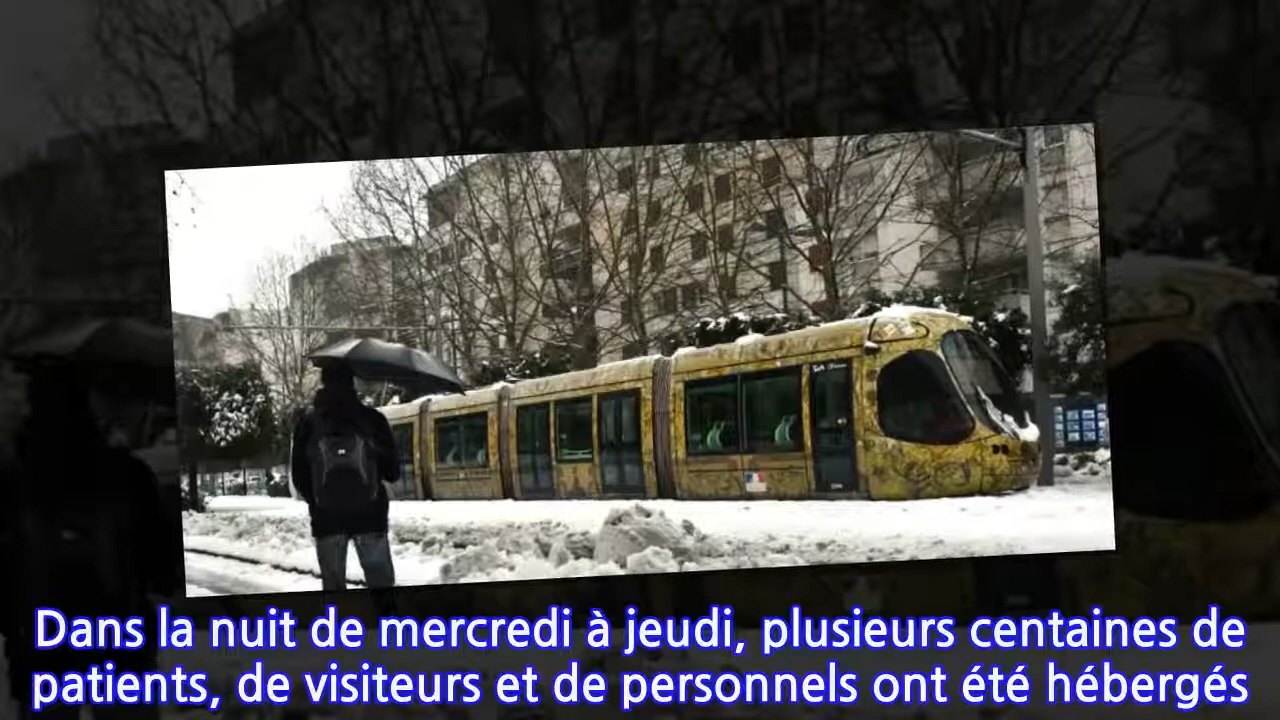 Dans la nuit de mercredi à jeudi, plusieurs centaines de
patients, de visiteurs et de personnels ont été hébergés